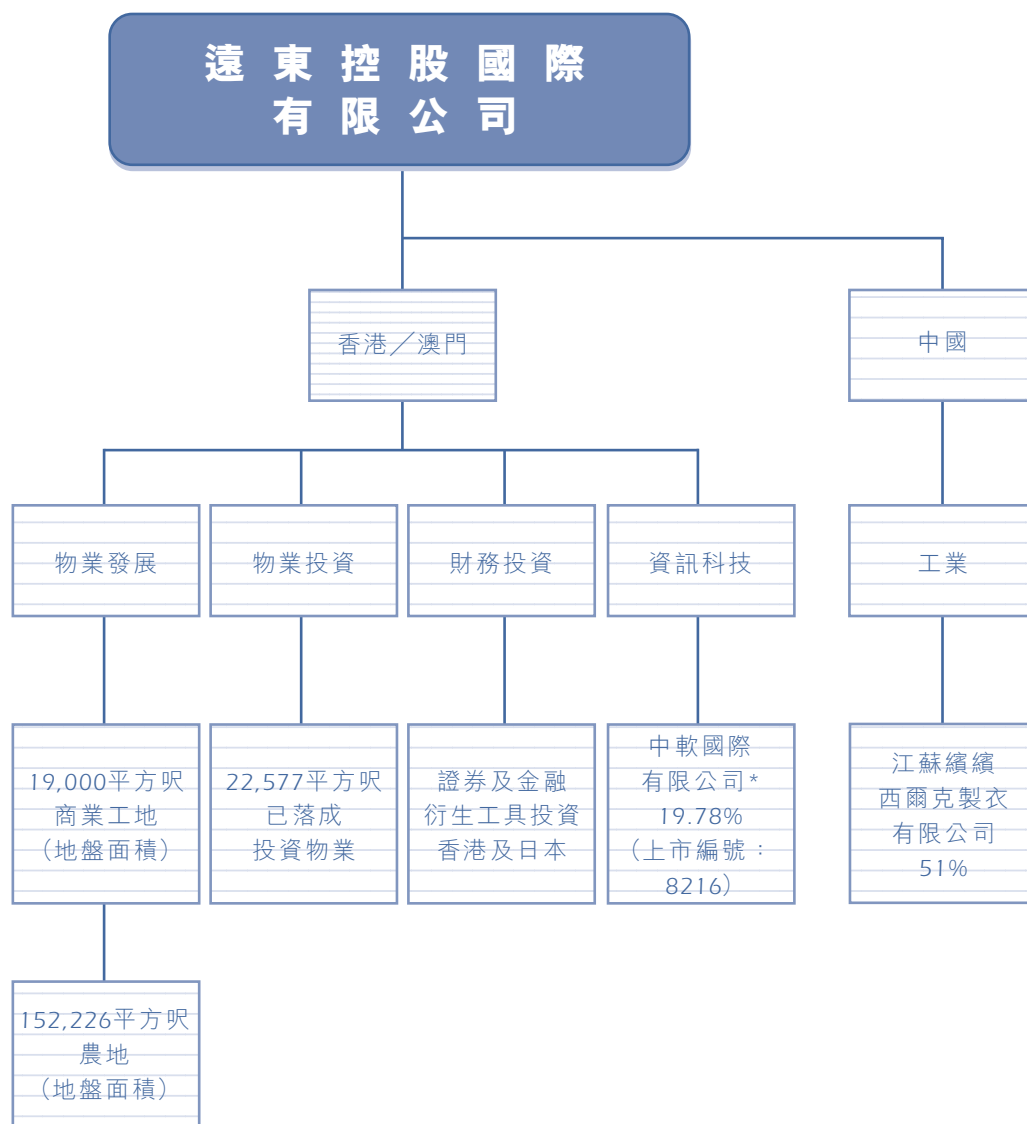 遠東控股國際
有限公司
香港／澳門
中國
物業發展
物業投資
財務投資
資訊科技
工業
19,000平方呎
商業工地
（地盤面積）
22,577平方呎
已落成
投資物業
證券及金融
衍生工具投資
香港及日本
中軟國際
有限公司*
19.78%
（上市編號：
8216）
江蘇繽繽
西爾克製衣
有限公司
51%
152,226平方呎
農地
（地盤面積）